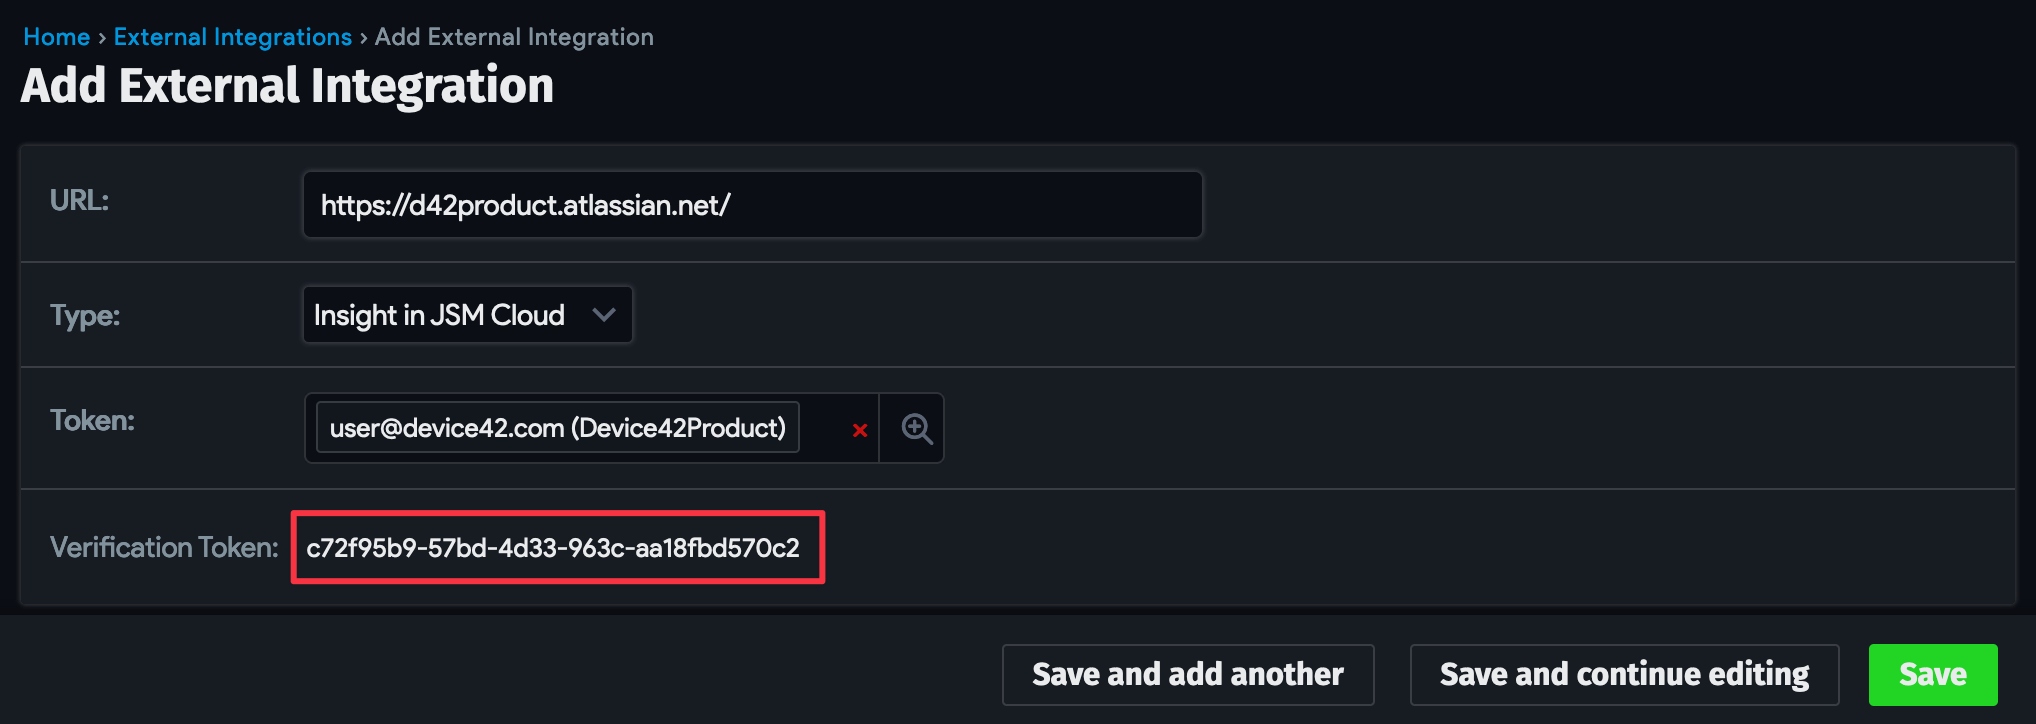 Home › External Integrations › Add External Integration
Add External Integration
URL: https://d42product.atlassian.net/
Type: Insight in JSM Cloud
Token: user@device42.com (Device42Product)
Verification Token: c72f95b9-57bd-4d33-963c-aa18fbd570c2
Save and add another Save and continue editing Save